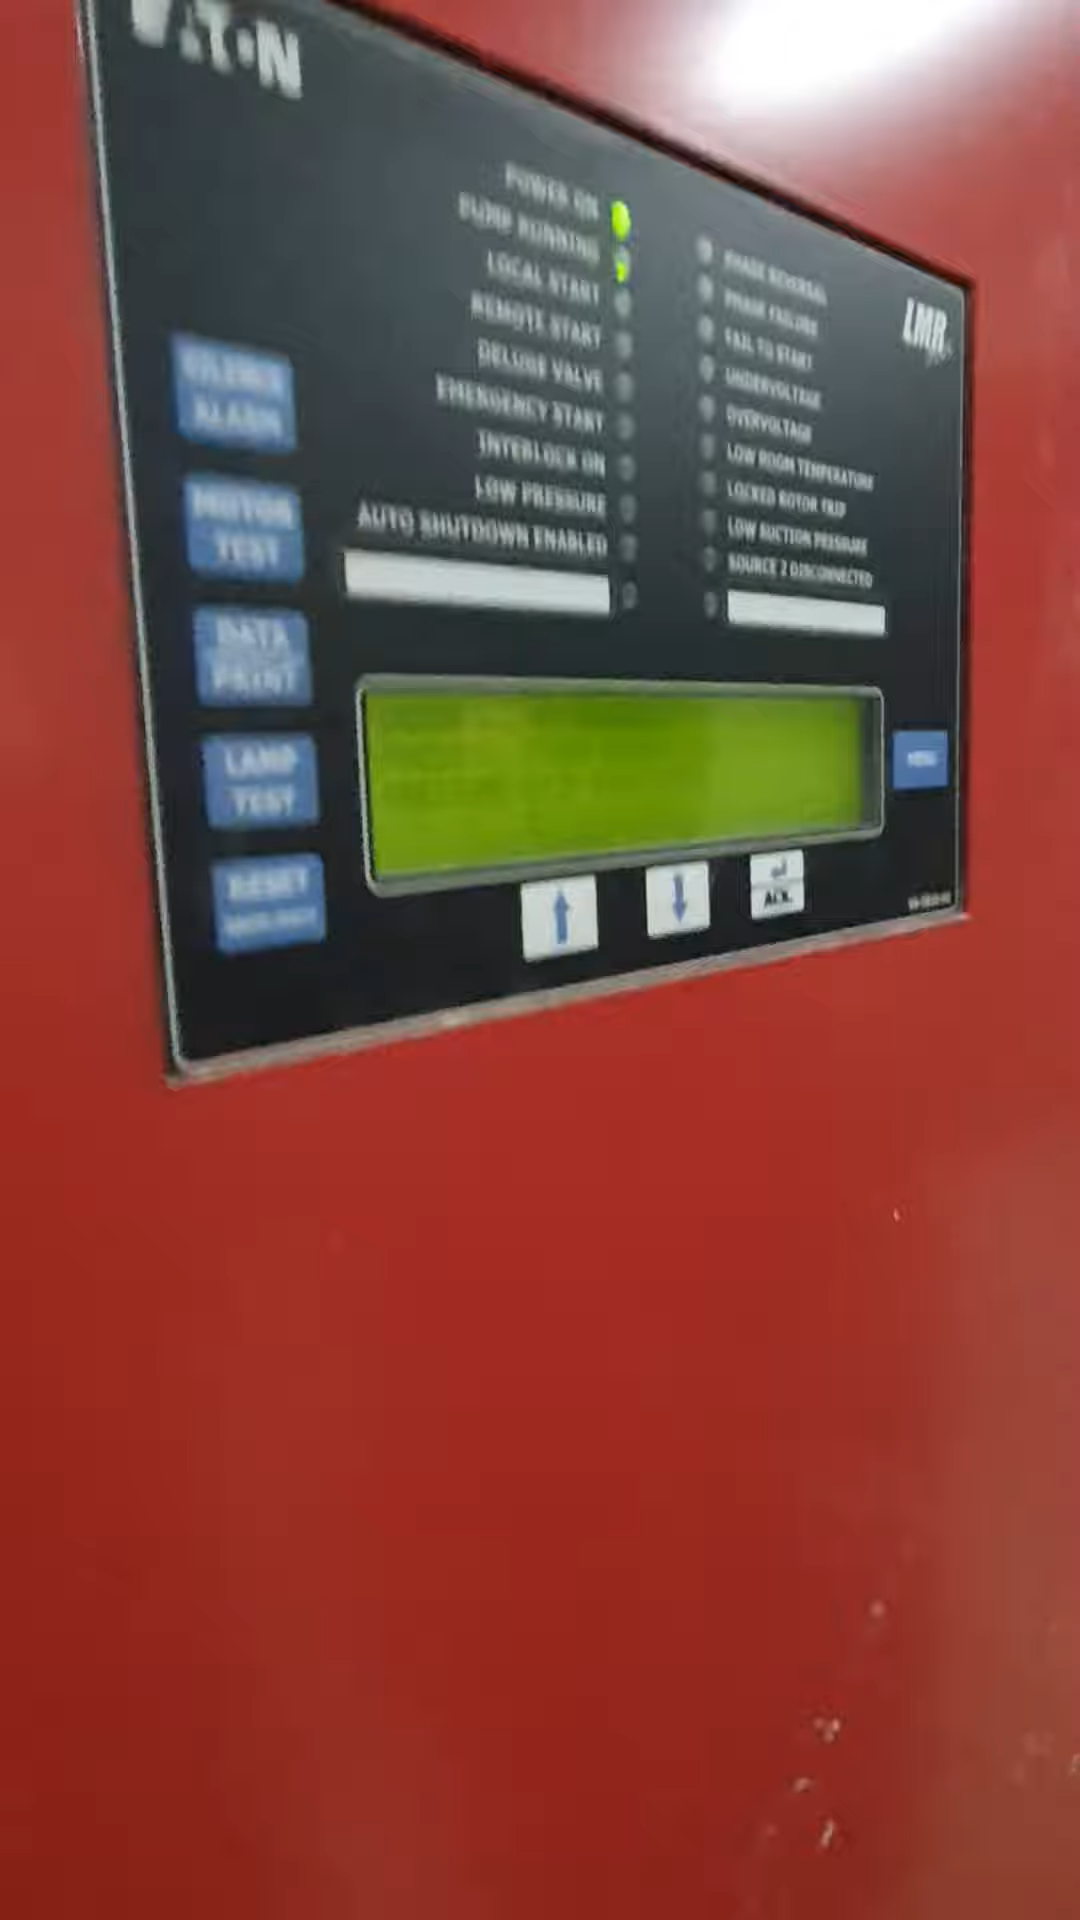 EATON
POWER ON
PUMP RUNNING
LOCAL START
REMOTE START
DELUGE VALVE
EMERGENCY START
INTERLOCK ON
LOW PRESSURE
AUTO SHUTDOWN ENABLED
PHASE REVERSAL
PHASE FAILURE
FAIL TO START
UNDERVOLTAGE
OVERVOLTAGE
LOW ROOM TEMPERATURE
LOCKED ROTOR TRIP
LOW SUCTION PRESSURE
SOURCE 2 DISCONNECTED
LMR
SILENCE
ALARM
MOTOR
TEST
DATA
PRINT
LAMP
TEST
RESET
MENU
ACK.